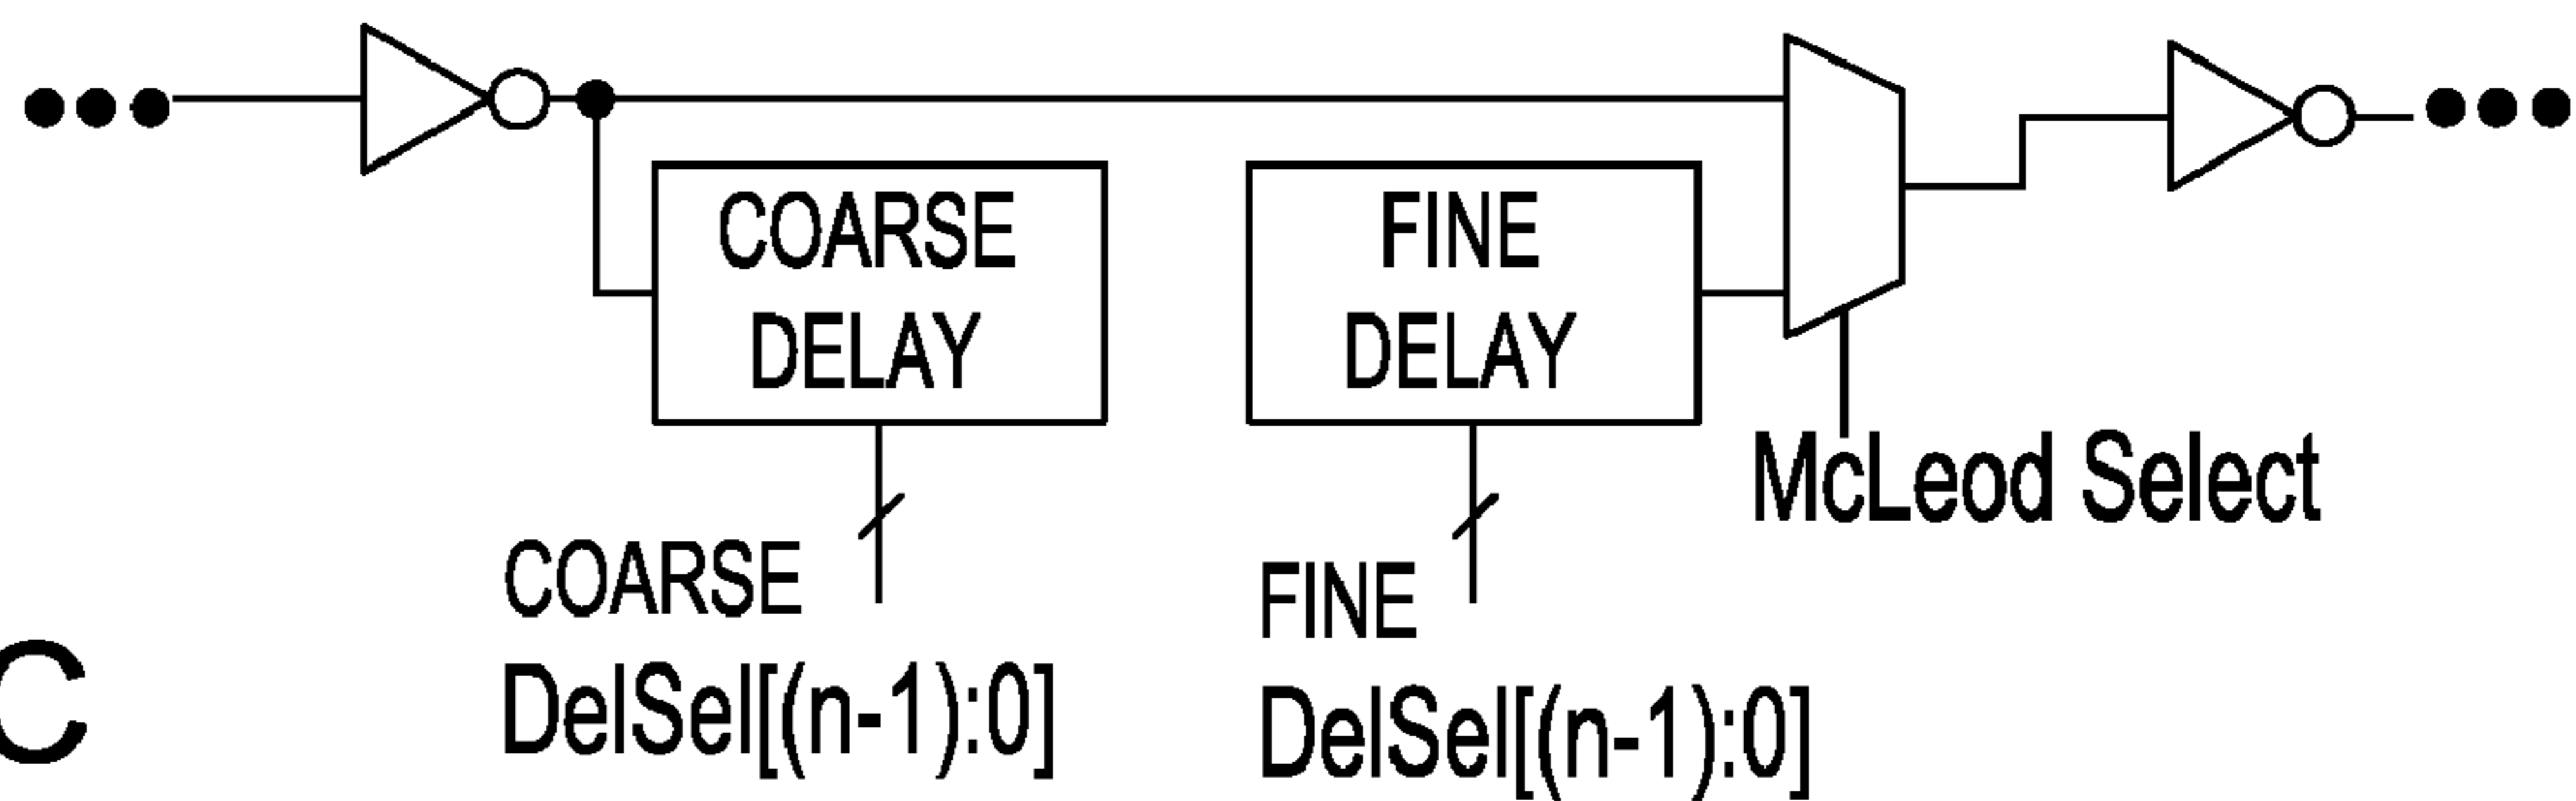 COARSE
DELAY
FINE
DELAY
McLeod Select
COARSE
DelSel[(n-1):0]
FINE
DelSel[(n-1):0]
C